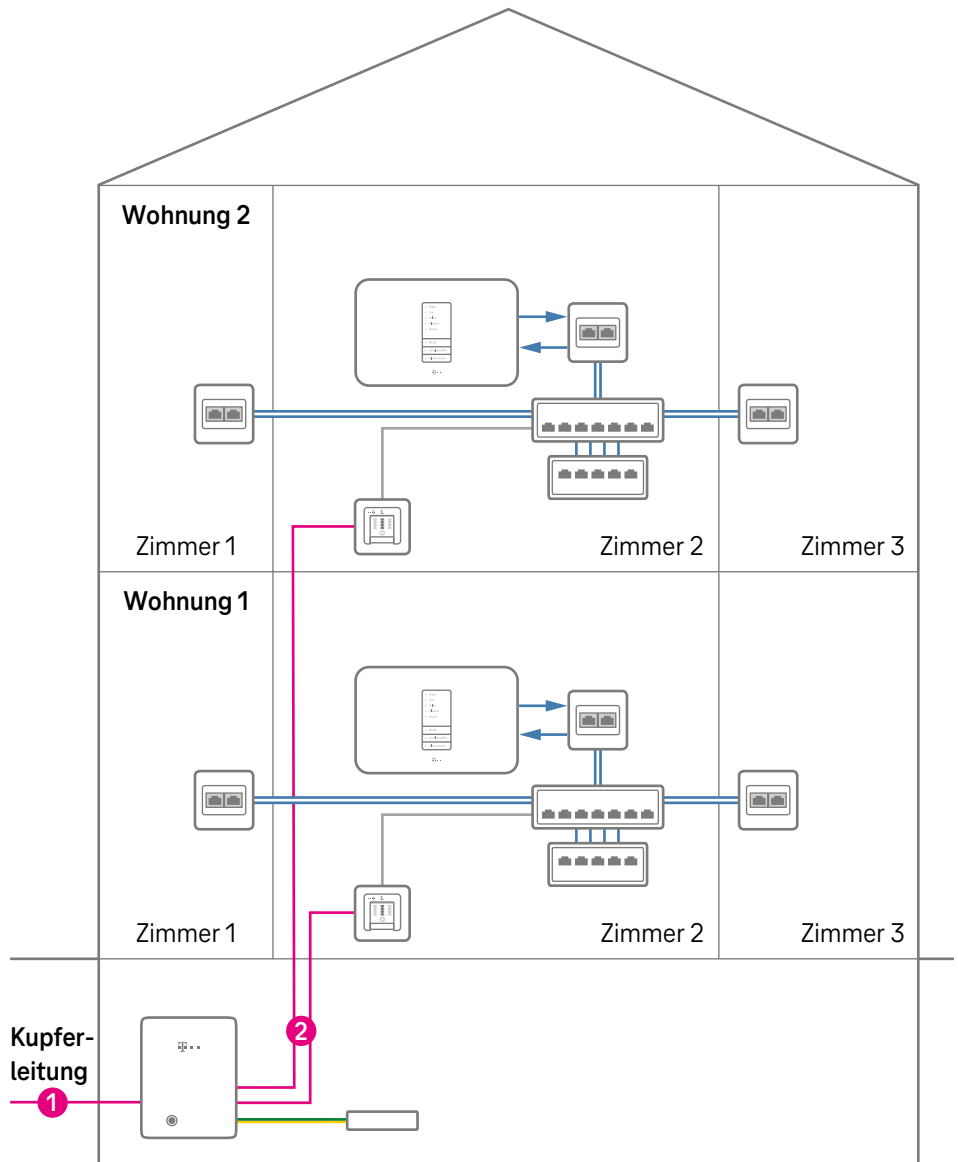 Wohnung 2
Zimmer 1
Zimmer 2
Zimmer 3
Wohnung 1
Zimmer 1
Zimmer 2
Zimmer 3
2
Kupfer-
leitung
1